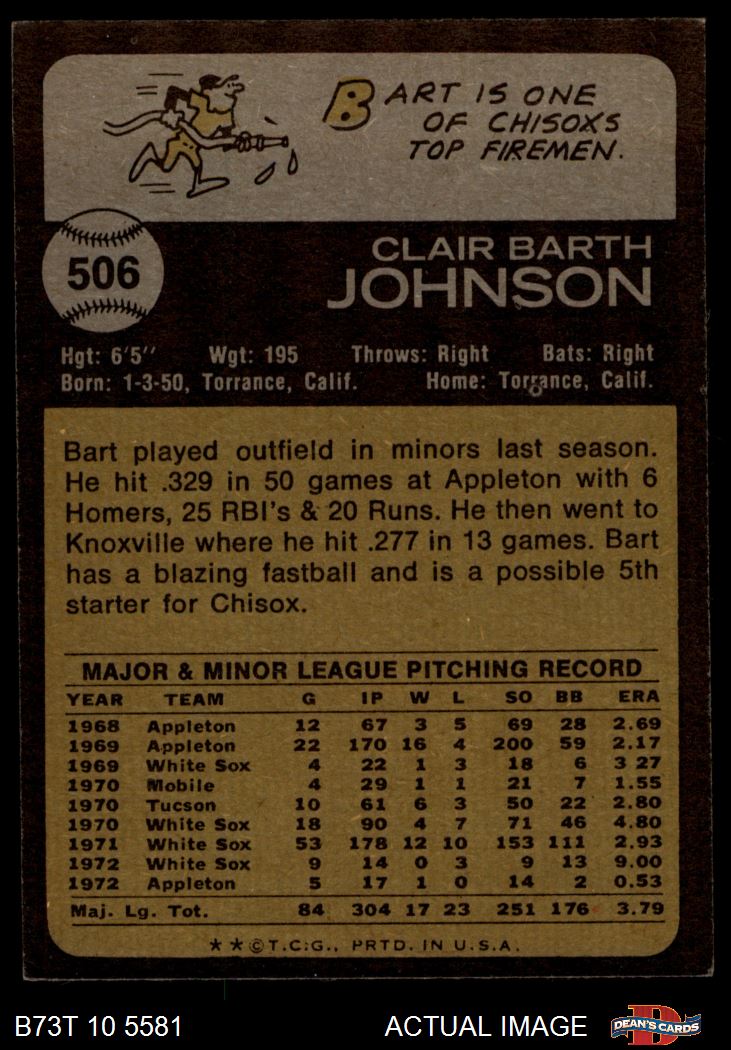 BART IS ONE
OF CHISOXS
TOP FIREMEN.
506
CLAIR BARTH
JOHNSON
Hgt: 6'5" Wgt: 195 Throws: Right Bats: Right
Born: 1-3-50, Torrance, Calif. Home: Torrance, Calif.
Bart played outfield in minors last season.
He hit .329 in 50 games at Appleton with 6
Homers, 25 RBI's & 20 Runs. He then went to
Knoxville where he hit .277 in 13 games. Bart
has a blazing fastball and is a possible 5th
starter for Chisox.
MAJOR & MINOR LEAGUE PITCHING RECORD
YEAR TEAM G IP W L SO BB ERA
1968 Appleton 12 67 3 5 69 28 2.69
1969 Appleton 22 170 16 4 200 59 2.17
1969 White Sox 4 22 1 3 18 6 3 27
1970 Mobile 4 29 1 1 21 7 1.55
1970 Tucson 10 61 6 3 50 22 2.80
1970 White Sox 18 90 4 7 71 46 4.80
1971 White Sox 53 178 12 10 153 111 2.93
1972 White Sox 9 14 0 3 9 13 9.00
1972 Appleton 5 17 1 0 14 2 0.53
Maj. Lg. Tot. 84 304 17 23 251 176 3.79
★ ★ © T.C.G., PRTD. IN U.S.A.
B73T 10 5581 ACTUAL IMAGE D DEAN'S CARDS